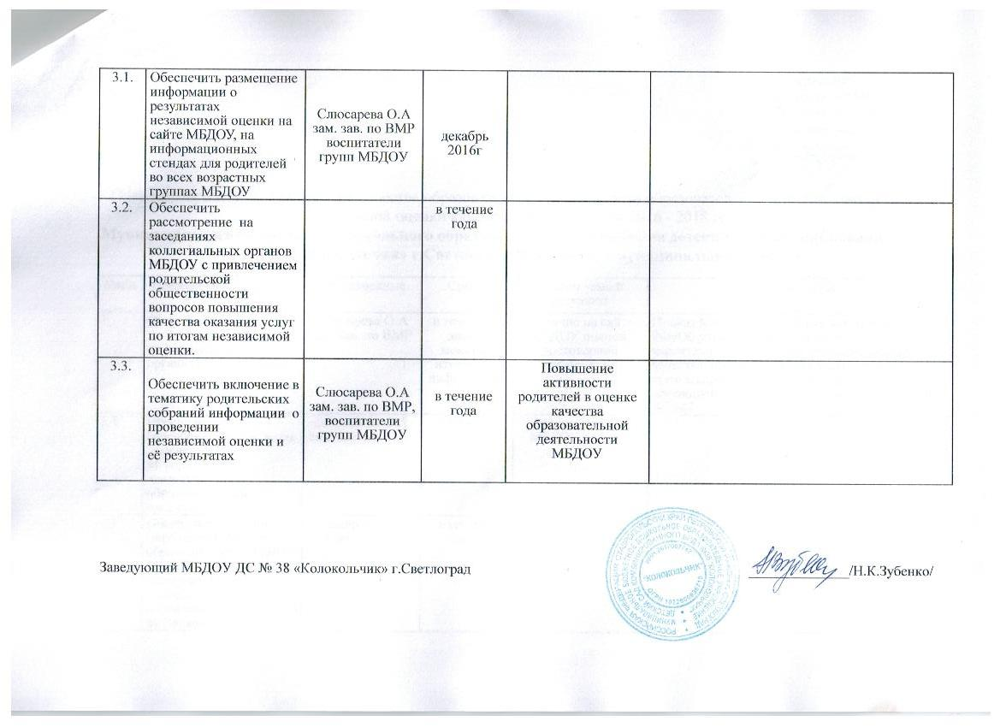 3.1.
Обеспечить размещение
информации о
результатах
независимой оценки на
сайте МБДОУ, на
информационных
стендах для родителей
во всех возрастных
группах МБДОУ
Слюсарева О.А
зам. зав. по ВМР
воспитатели
групп МБДОУ
декабрь
2016г
3.2.
Обеспечить
рассмотрение на
заседаниях
коллегиальных органов
МБДОУ с привлечением
родительской
общественности
вопросов повышения
качества оказания услуг
по итогам независимой
оценки.
в течение
года
3.3.
Обеспечить включение в
тематику родительских
собраний информации о
проведении
независимой оценки и
её результатах
Слюсарева О.А
зам. зав. по ВМР,
воспитатели
групп МБДОУ
в течение
года
Повышение
активности
родителей в оценке
качества
образовательной
деятельности
МБДОУ
Заведующий МБДОУ ДС № 38 «Колокольчик» г.Светлоград
"КОЛОКОЛЬЧИК"
/Н.К.Зубенко/